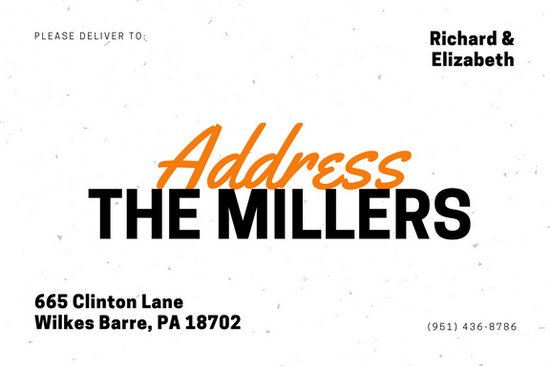 PLEASE DELIVER TO:
Richard &
Elizabeth
Address
THE MILLERS
665 Clinton Lane
Wilkes Barre, PA 18702
(951) 436-8786